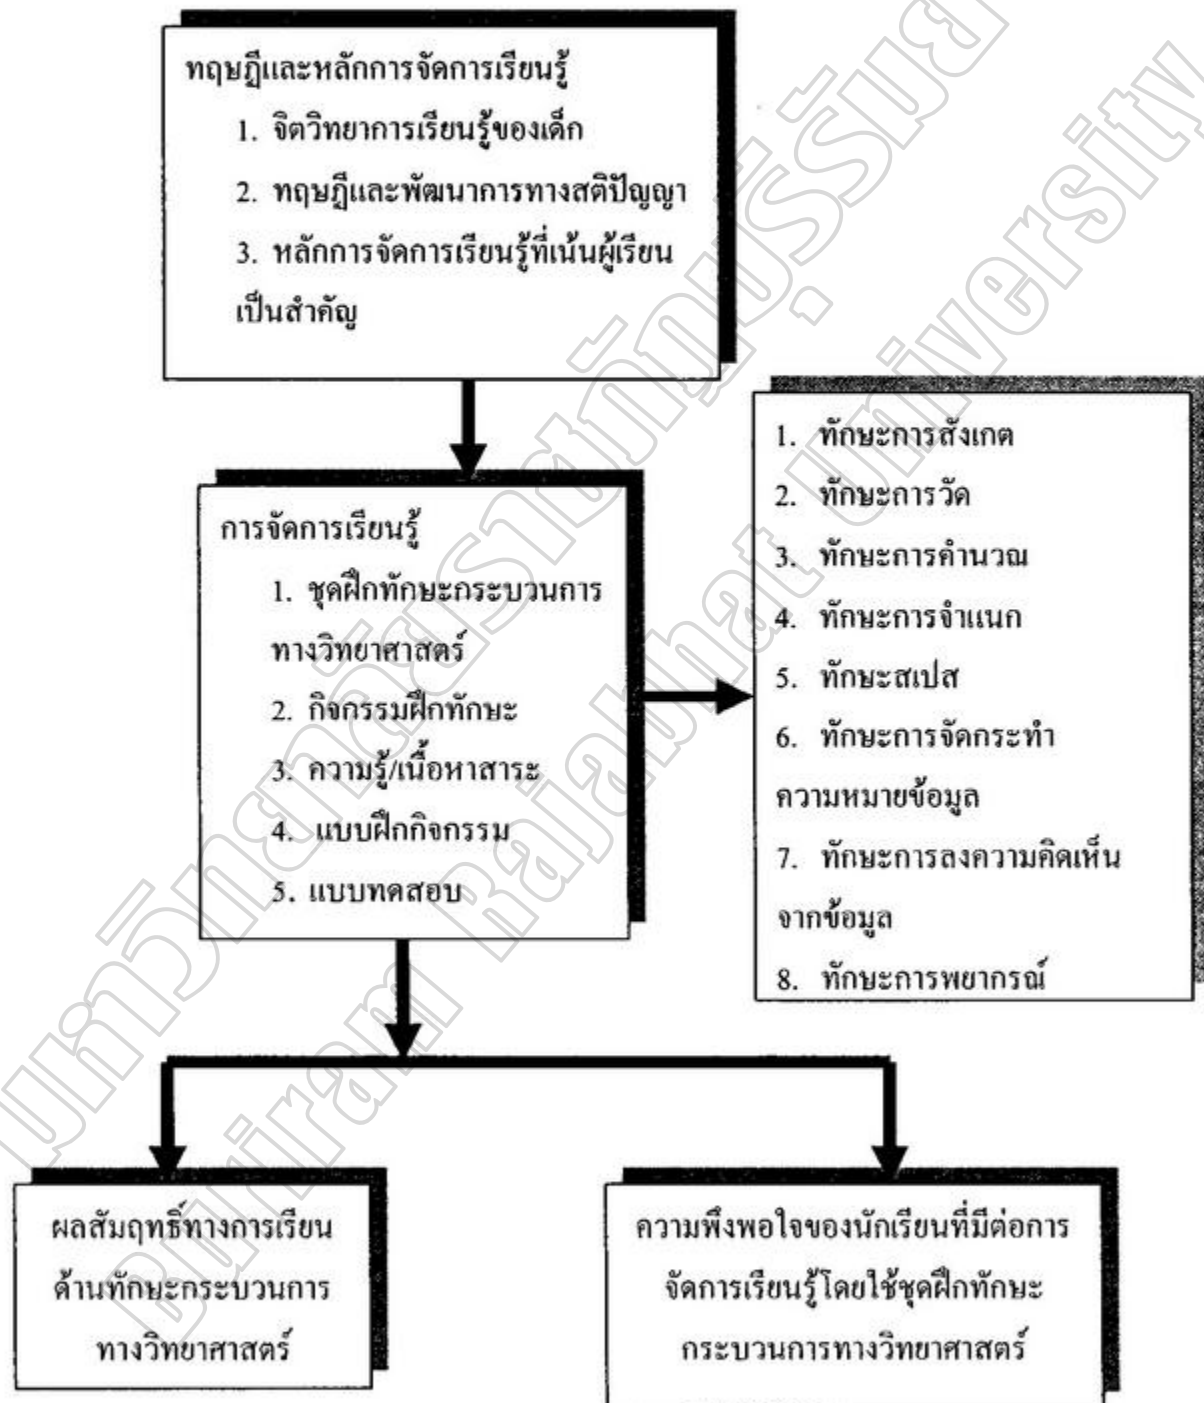 ทฤษฎีและหลักการจัดการเรียนรู้
1. จิตวิทยาการเรียนรู้ของเด็ก
2. ทฤษฎีและพัฒนาการทางสติปัญญา
3. หลักการจัดการเรียนรู้ที่เน้นผู้เรียน
เป็นสำคัญ
การจัดการเรียนรู้
1. ชุดฝึกทักษะกระบวนการ
ทางวิทยาศาสตร์
2. กิจกรรมฝึกทักษะ
3. ความรู้/เนื้อหาสาระ
4. แบบฝึกกิจกรรม
5. แบบทดสอบ
1. ทักษะการสังเกต
2. ทักษะการวัด
3. ทักษะการคำนวณ
4. ทักษะการจำแนก
5. ทักษะสเปส
6. ทักษะการจัดกระทำ
ความหมายข้อมูล
7. ทักษะการลงความคิดเห็น
จากข้อมูล
8. ทักษะการพยากรณ์
ผลสัมฤทธิ์ทางการเรียน
ด้านทักษะกระบวนการ
ทางวิทยาศาสตร์
ความพึงพอใจของนักเรียนที่มีต่อการ
จัดการเรียนรู้โดยใช้ชุดฝึกทักษะ
กระบวนการทางวิทยาศาสตร์
มหาวิทยาลัยราชภัฏบุรีรัมย์
Buriram Rajabhat University